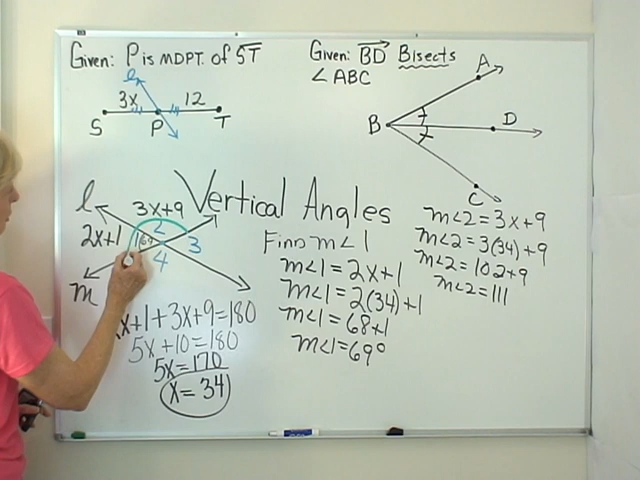 Given: P is MDPT. of ST
l
3x 12
S P T
Given: BD Bisects
∠ABC
A
B D
C
Vertical Angles
l 3x+9
2x+1 1 69 2 3
4
m
x+1+3x+9=180
5x+10=180
5x=170
x=34
Find m∠1
m∠1=2x+1
m∠1=2(34)+1
m∠1=68+1
m∠1=69°
m∠2=3x+9
m∠2=3(34)+9
m∠2=102+9
m∠2=111